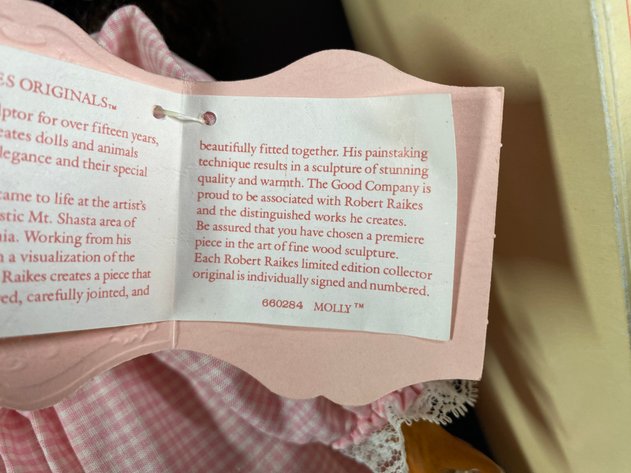 ES ORIGINALS™
ptor for over fifteen years,
eates dolls and animals
elegance and their special
came to life at the artist's
stic Mt. Shasta area of
nia. Working from his
a visualization of the
Raikes creates a piece that
red, carefully jointed, and
beautifully fitted together. His painstaking
technique results in a sculpture of stunning
quality and warmth. The Good Company is
proud to be associated with Robert Raikes
and the distinguished works he creates.
Be assured that you have chosen a premiere
piece in the art of fine wood sculpture.
Each Robert Raikes limited edition collector
original is individually signed and numbered.
660284 MOLLY™